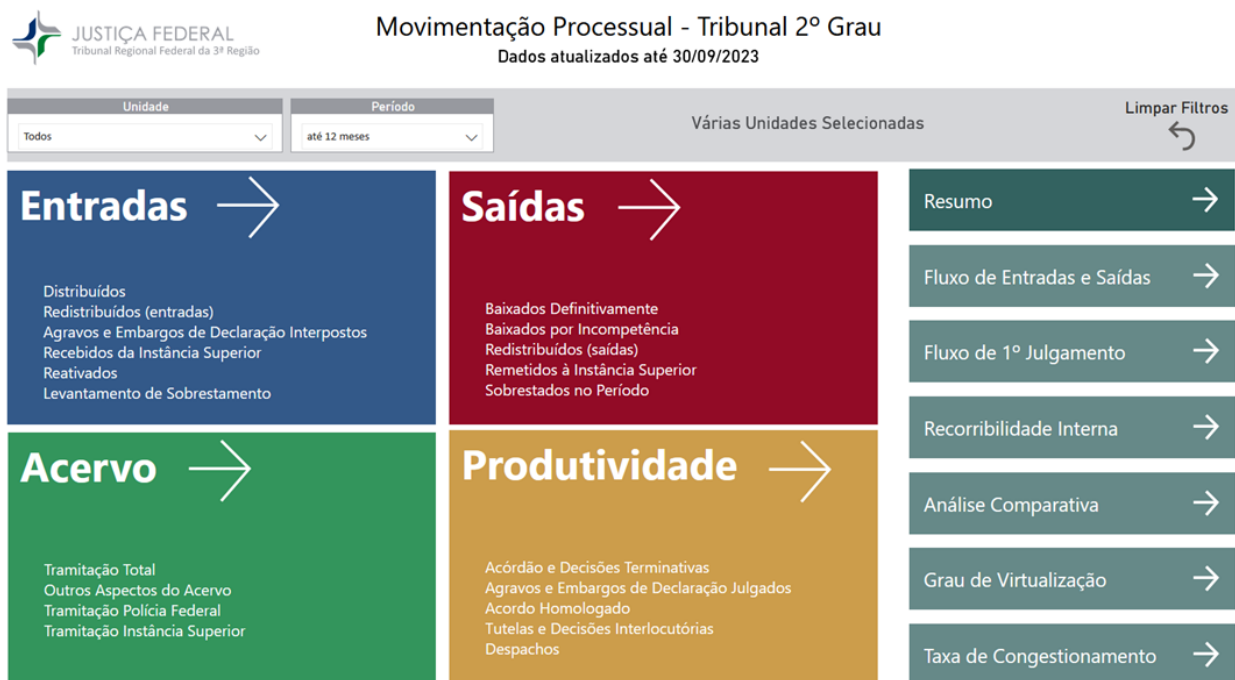 JUSTIÇA FEDERAL
Tribunal Regional Federal da 3ª Região
Movimentação Processual - Tribunal 2º Grau
Dados atualizados até 30/09/2023
Unidade
Todos
Período
até 12 meses
Várias Unidades Selecionadas
Limpar Filtros
Entradas
Distribuídos
Redistribuídos (entradas)
Agravos e Embargos de Declaração Interpostos
Recebidos da Instância Superior
Reativados
Levantamento de Sobrestamento
Saídas
Baixados Definitivamente
Baixados por Incompetência
Redistribuídos (saídas)
Remetidos à Instância Superior
Sobrestados no Período
Acervo
Tramitação Total
Outros Aspectos do Acervo
Tramitação Polícia Federal
Tramitação Instância Superior
Produtividade
Acórdão e Decisões Terminativas
Agravos e Embargos de Declaração Julgados
Acordo Homologado
Tutelas e Decisões Interlocutórias
Despachos
Resumo
Fluxo de Entradas e Saídas
Fluxo de 1º Julgamento
Recorribilidade Interna
Análise Comparativa
Grau de Virtualização
Taxa de Congestionamento